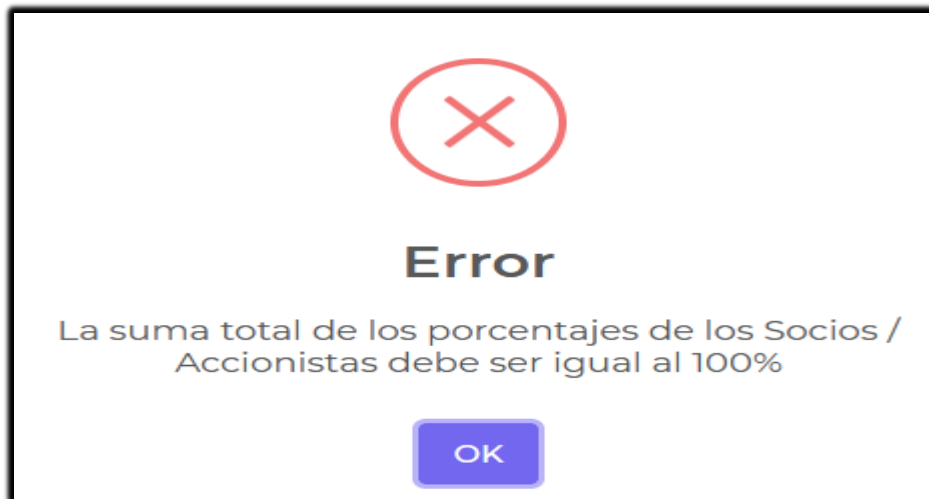 Error
La suma total de los porcentajes de los Socios /
Accionistas debe ser igual al 100%
OK